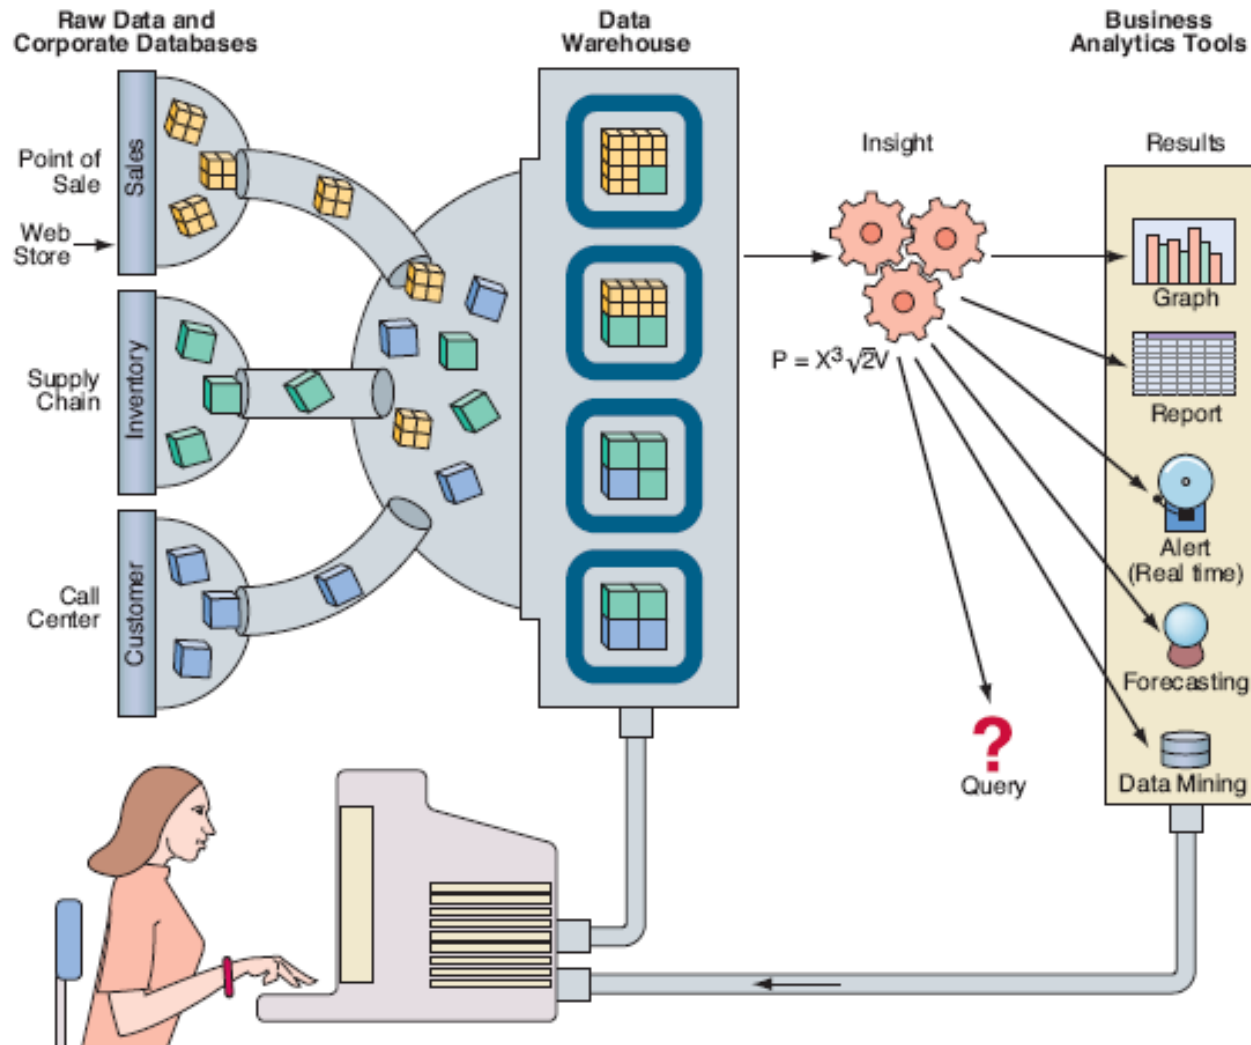 Raw Data and
Corporate Databases
Data
Warehouse
Business
Analytics Tools
Point of
Sale
Web
Store
Sales
Supply
Chain
Inventory
Call
Center
Customer
Insight
P = X³√2V
Results
Graph
Report
Alert
(Real time)
Forecasting
Data Mining
?
Query